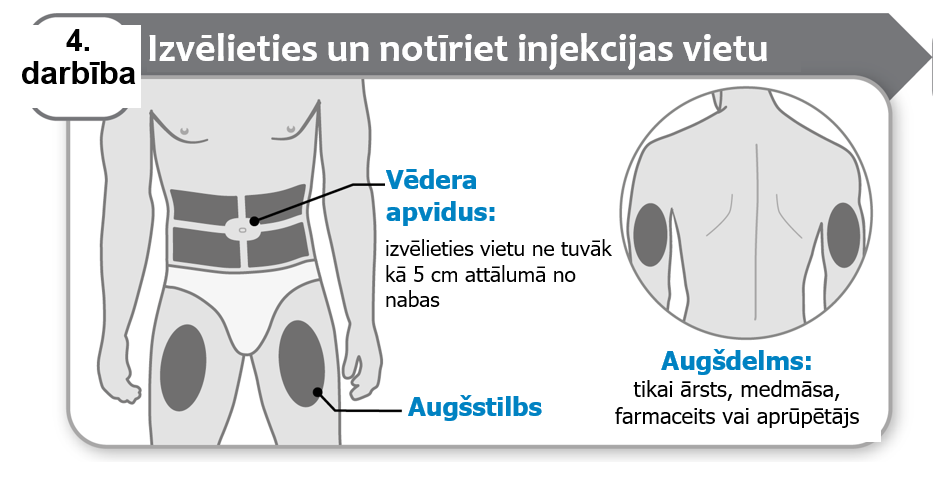 4.
darbība
Izvēlieties un notīriet injekcijas vietu
Vēdera
apvidus:
izvēlieties vietu ne tuvāk
kā 5 cm attālumā no
nabas
Augšstilbs
Augšdelms:
tikai ārsts, medmāsa,
farmaceits vai aprūpētājs